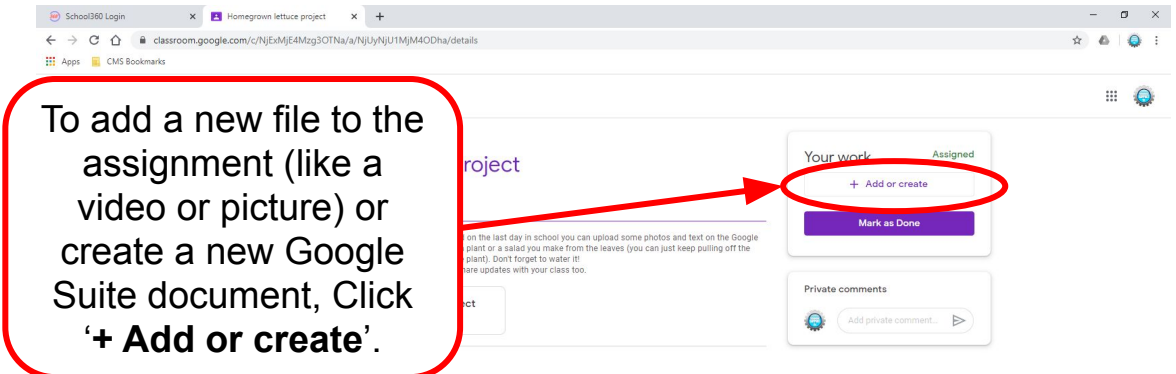 School360 Login
Homegrown lettuce project
classroom.google.com/c/NjExMjE4Mzg3OTNa/a/NjUyNjU1MjM4ODha/details
Apps
CMS Bookmarks
To add a new file to the
assignment (like a
video or picture) or
create a new Google
Suite document, Click
‘+ Add or create’.
roject
on the last day in school you can upload some photos and text on the Google
plant or a salad you make from the leaves (you can just keep pulling off the
plant). Don't forget to water it!
hare updates with your class too.
ect
Your work
Assigned
+ Add or create
Mark as Done
Private comments
Add private comment...